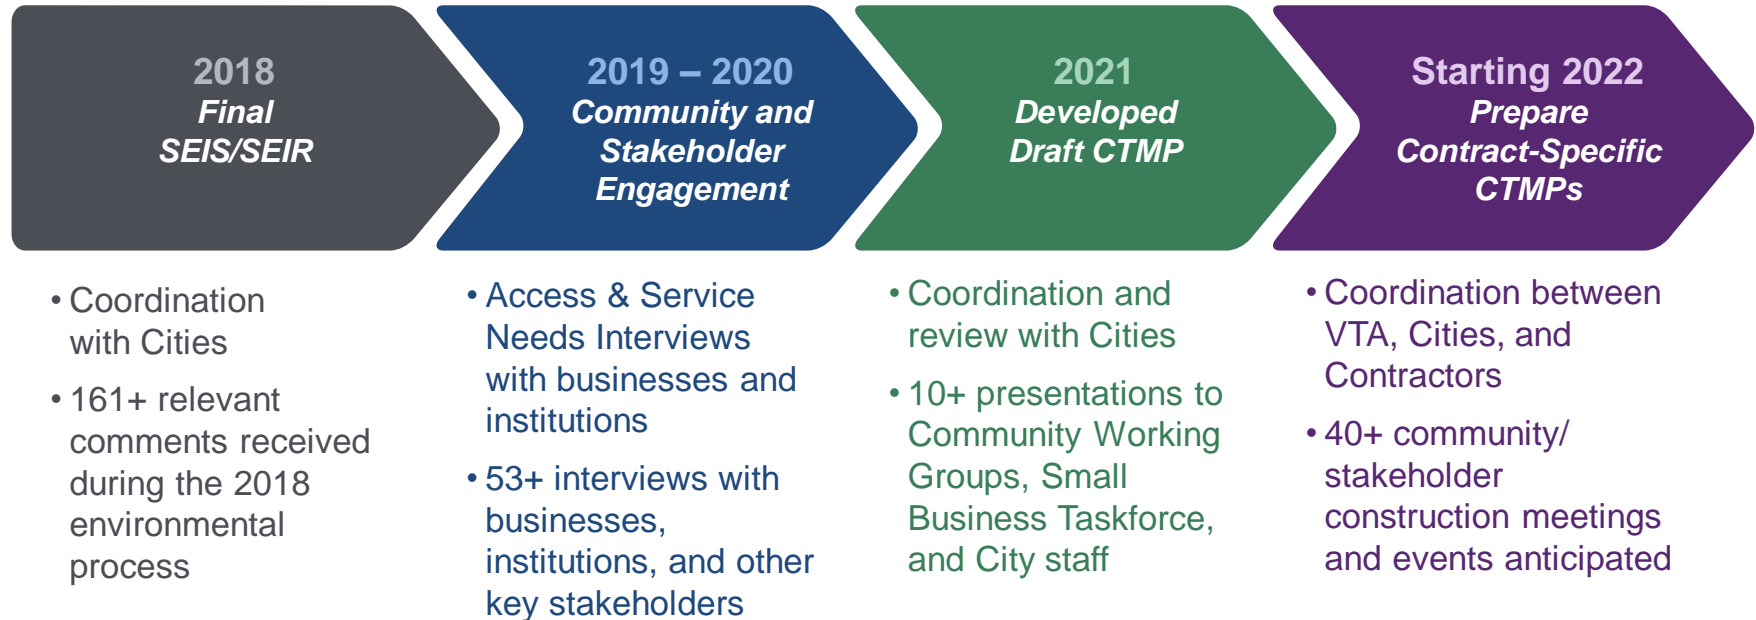 2018
Final
SEIS/SEIR
• Coordination
with Cities
• 161+ relevant
comments received
during the 2018
environmental
process
2019 – 2020
Community and
Stakeholder
Engagement
• Access & Service
Needs Interviews
with businesses and
institutions
• 53+ interviews with
businesses,
institutions, and other
key stakeholders
2021
Developed
Draft CTMP
• Coordination and
review with Cities
• 10+ presentations to
Community Working
Groups, Small
Business Taskforce,
and City staff
Starting 2022
Prepare
Contract-Specific
CTMPs
• Coordination between
VTA, Cities, and
Contractors
• 40+ community/
stakeholder
construction meetings
and events anticipated